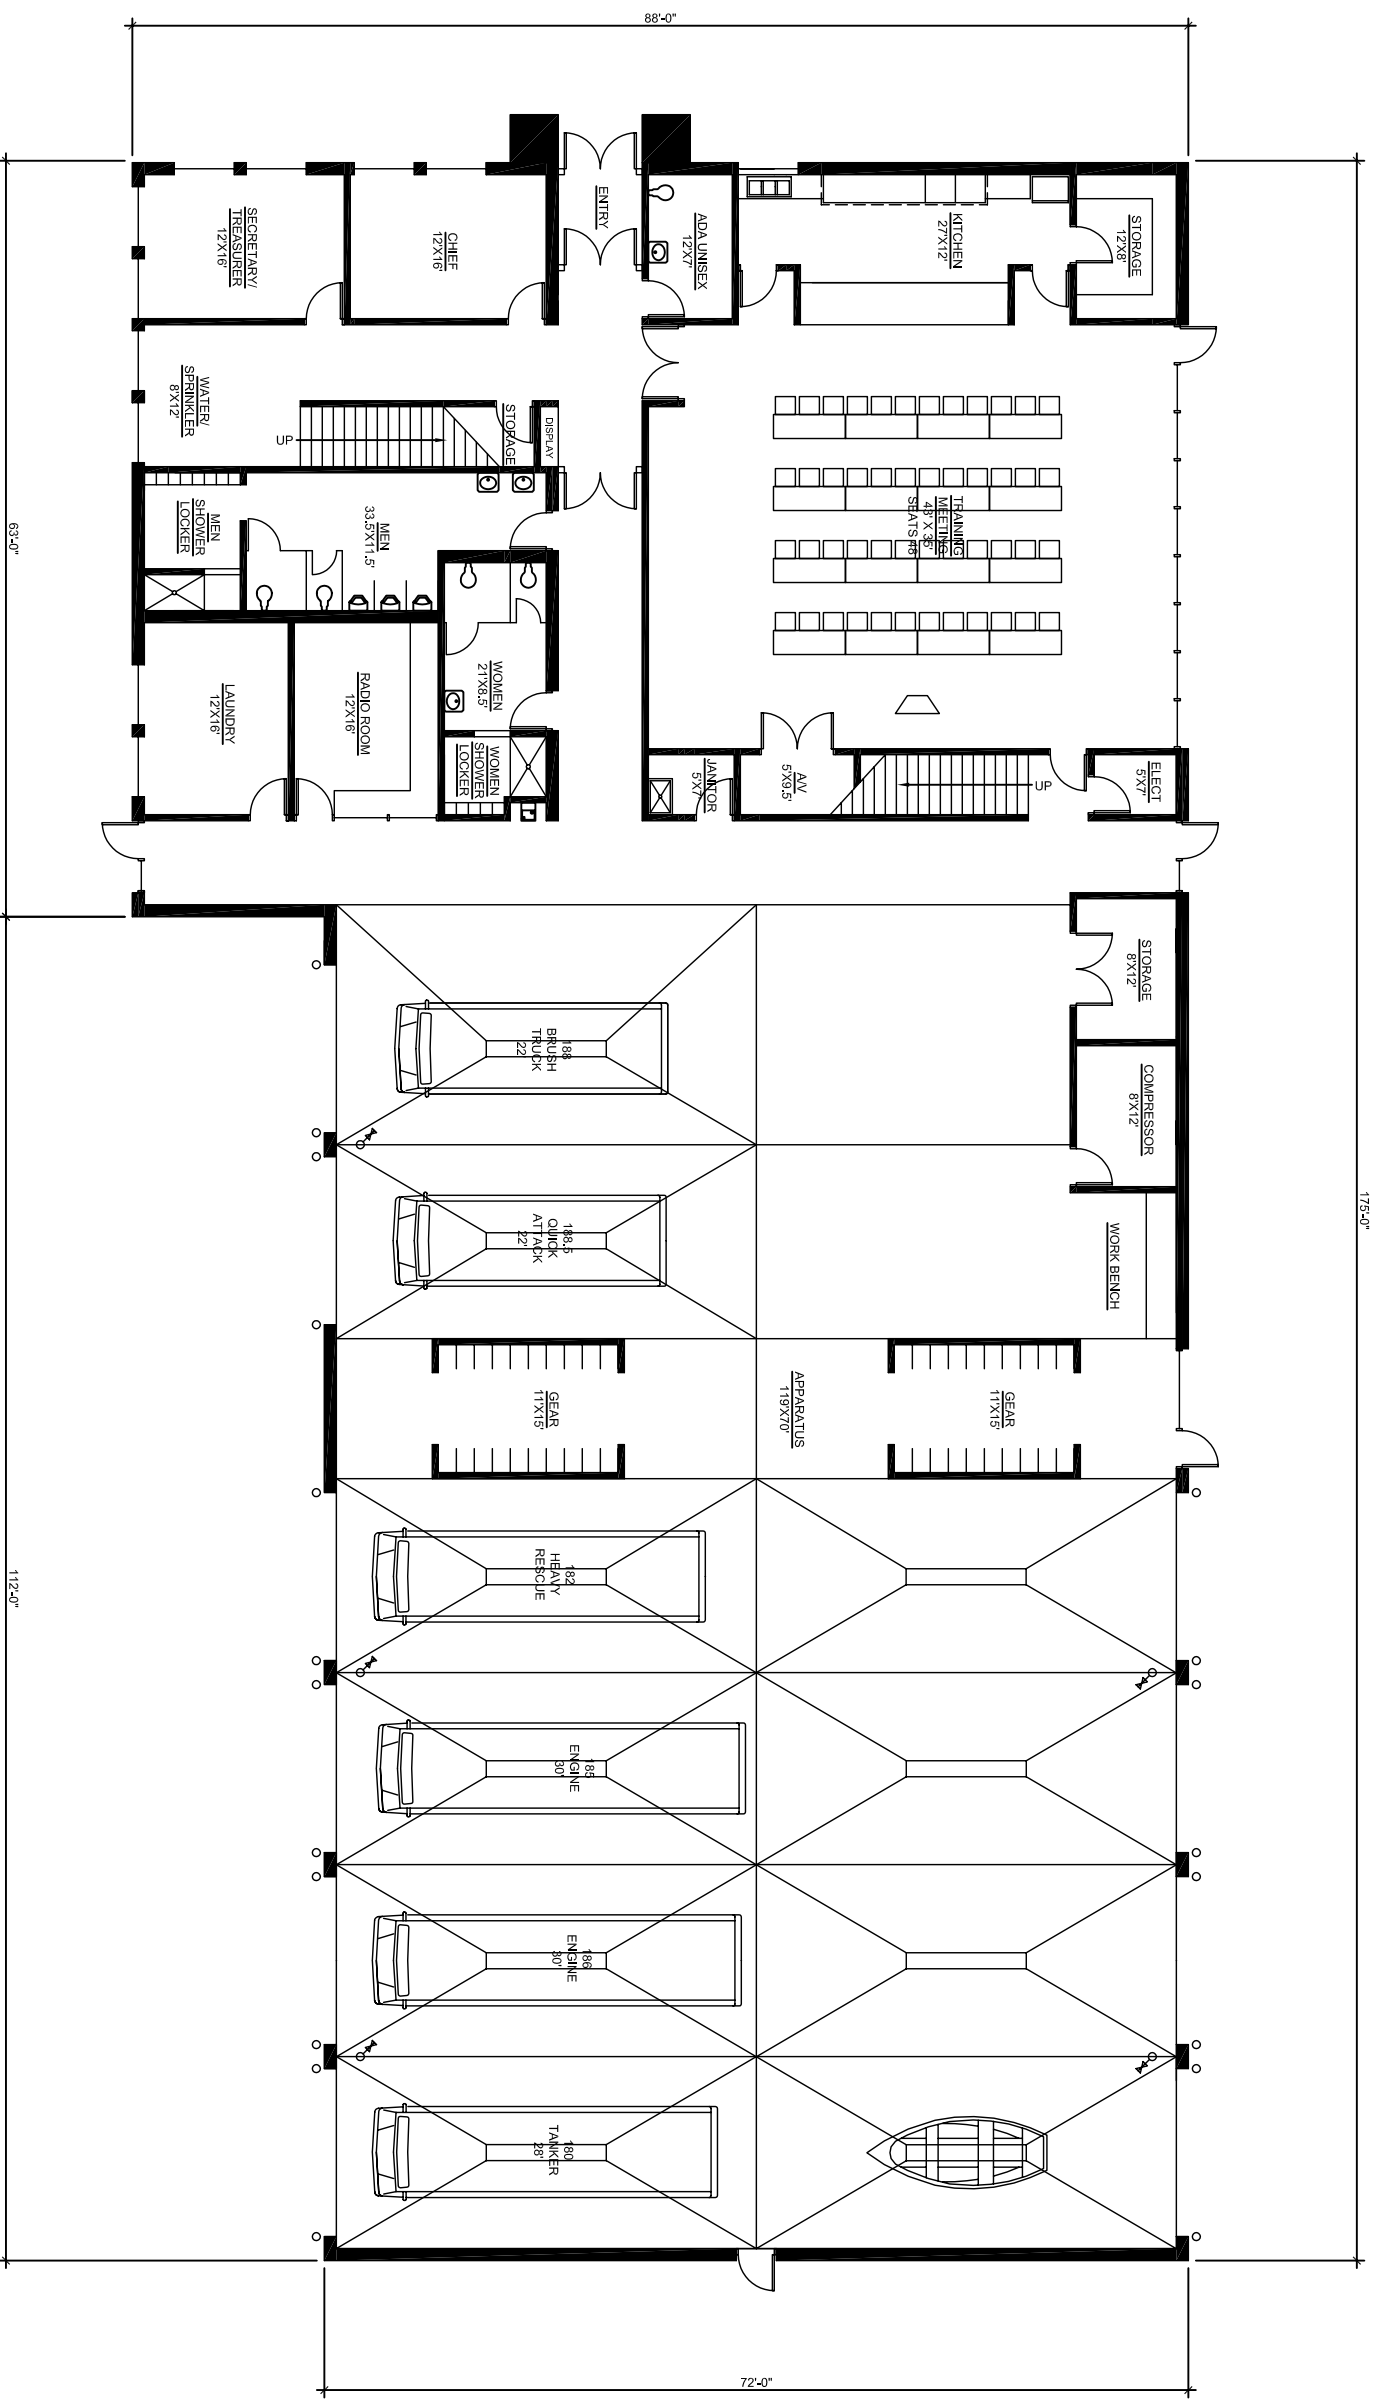 88'-0"
63'-0"
175'-0"
112'-0"
72'-0"
SECRETARY/
TREASURER
12'X16'
CHIEF
12'X16'
ENTRY
ADA UNISEX
12'X7'
KITCHEN
27'X12'
STORAGE
12'X8'
WATER/
SPRINKLER
8'X12'
UP
STORAGE
DISPLAY
MEN
SHOWER
LOCKER
MEN
33.5'X11.5'
TRAINING
MEETING
43' X 35'
SEATS 48
LAUNDRY
12'X16'
RADIO ROOM
12'X16'
WOMEN
21'X8.5'
WOMEN
SHOWER
LOCKER
JANITOR
5'X7'
A/V
5'X9.5'
UP
ELECT
5'X7'
STORAGE
8'X12'
COMPRESSOR
8'X12'
WORK BENCH
188
BRUSH
TRUCK
22'
188.5
QUICK
ATTACK
22'
GEAR
11'X15'
APPARATUS
119'X70'
GEAR
11'X15'
182
HEAVY
RESCUE
185
ENGINE
30'
186
ENGINE
30'
180
TANKER
28'